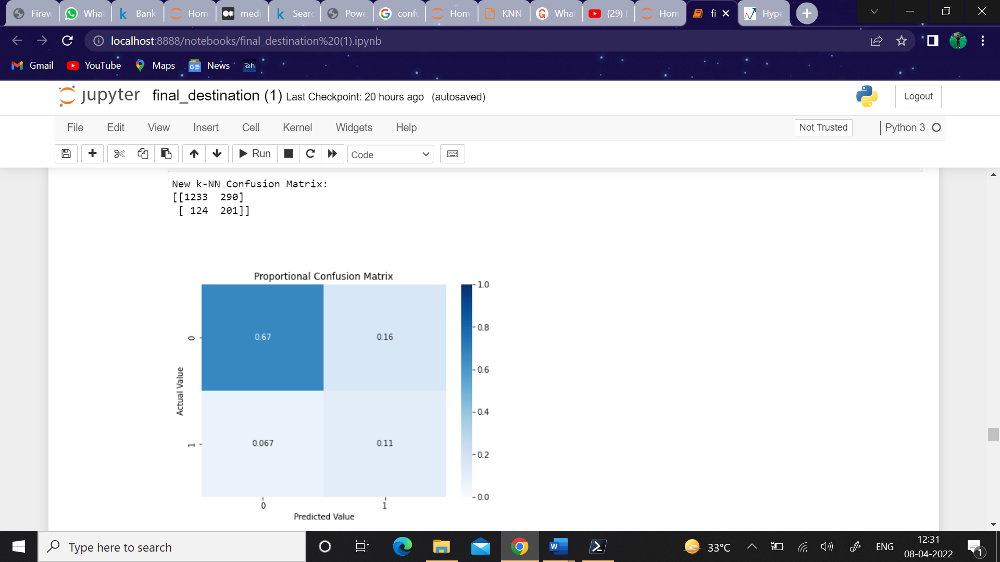 Firew
What
Bank
Hom
medi
Searc
Powe
confu
Hom
KNN
What
(29)
Hom
fi
Hype
localhost:8888/notebooks/final_destination%20(1).ipynb
Gmail YouTube Maps News
jupyter final_destination (1) Last Checkpoint: 20 hours ago (autosaved) Logout
File Edit View Insert Cell Kernel Widgets Help Not Trusted Python 3
Run Code
New k-NN Confusion Matrix:
[[1233 290]
[ 124 201]]
Proportional Confusion Matrix
1.0
0.8
0.6
0.4
0.2
0.0
0.67 0.16
0.067 0.11
Actual Value
0
1
0 1
Predicted Value
Type here to search
33°C
ENG
12:31
08-04-2022
1